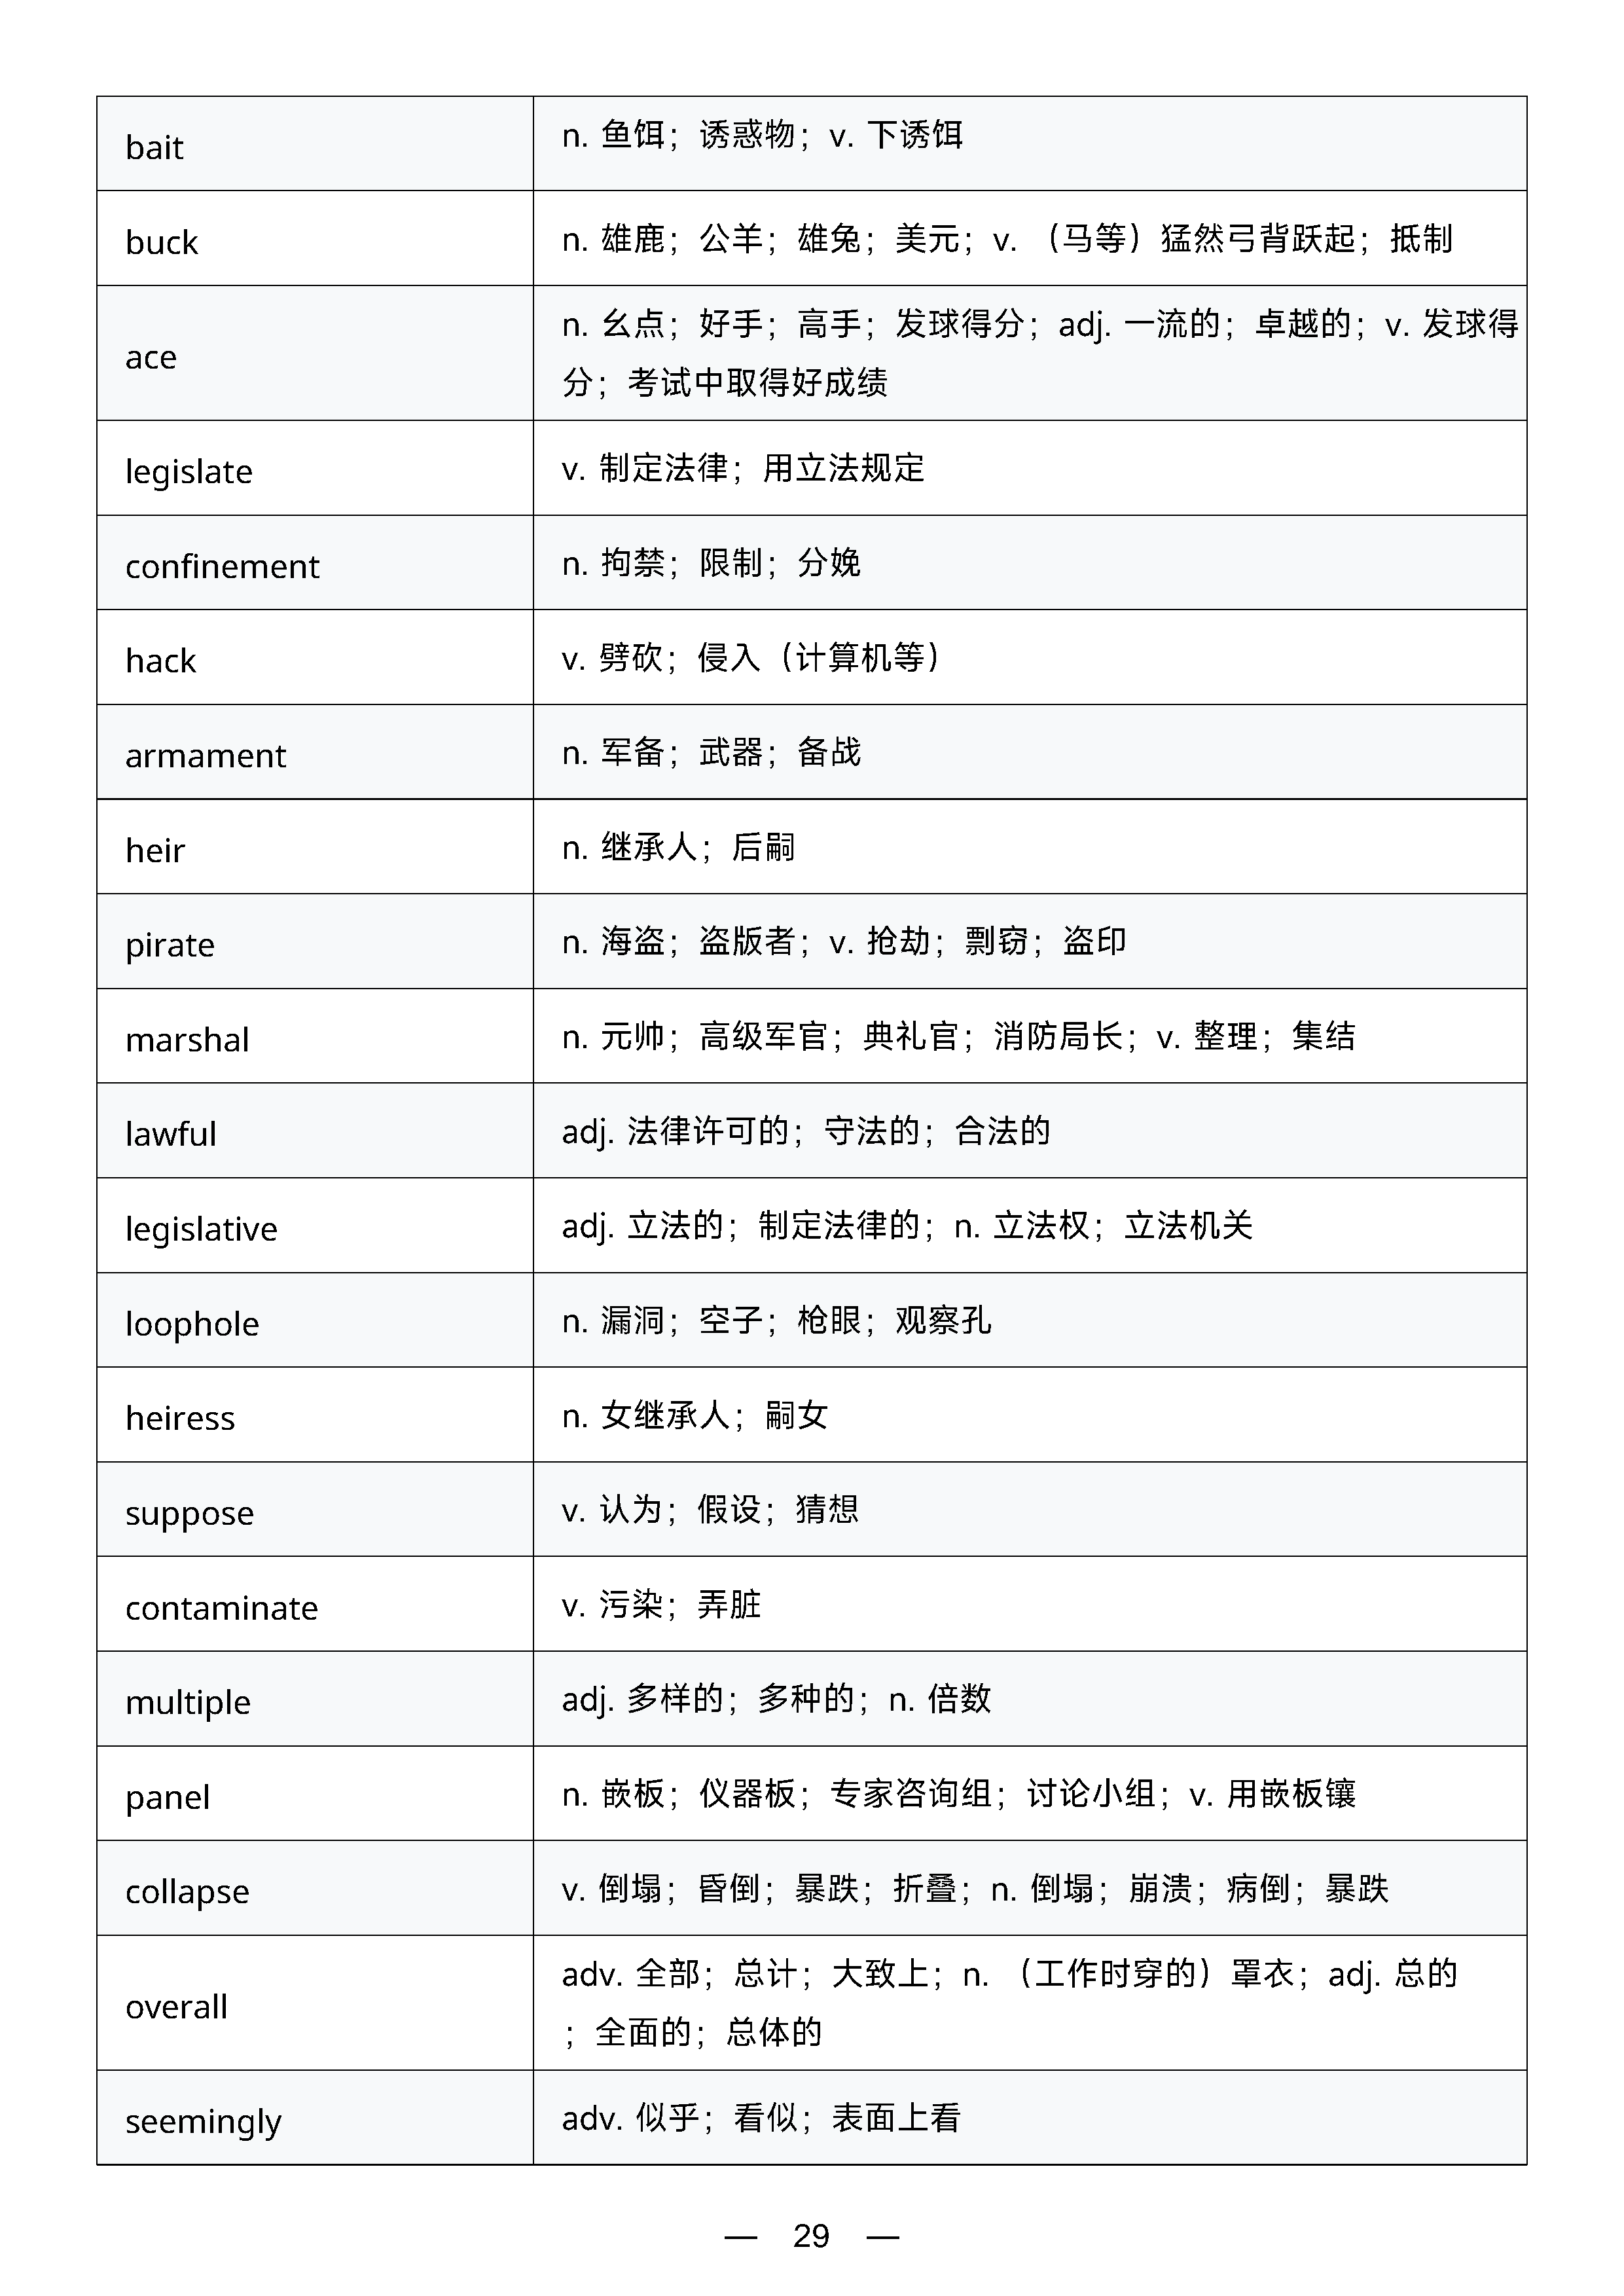 bait
n. 鱼饵；诱惑物；v. 下诱饵
buck
n. 雄鹿；公羊；雄兔；美元；v. （马等）猛然弓背跃起；抵制
ace
n. 幺点；好手；高手；发球得分；adj. 一流的；卓越的；v. 发球得
分；考试中取得好成绩
legislate
v. 制定法律；用立法规定
confinement
n. 拘禁；限制；分娩
hack
v. 劈砍；侵入（计算机等）
armament
n. 军备；武器；备战
heir
n. 继承人；后嗣
pirate
n. 海盗；盗版者；v. 抢劫；剽窃；盗印
marshal
n. 元帅；高级军官；典礼官；消防局长；v. 整理；集结
lawful
adj. 法律许可的；守法的；合法的
legislative
adj. 立法的；制定法律的；n. 立法权；立法机关
loophole
n. 漏洞；空子；枪眼；观察孔
heiress
n. 女继承人；嗣女
suppose
v. 认为；假设；猜想
contaminate
v. 污染；弄脏
multiple
adj. 多样的；多种的；n. 倍数
panel
n. 嵌板；仪器板；专家咨询组；讨论小组；v. 用嵌板镶
collapse
v. 倒塌；昏倒；暴跌；折叠；n. 倒塌；崩溃；病倒；暴跌
overall
adv. 全部；总计；大致上；n. （工作时穿的）罩衣；adj. 总的
；全面的；总体的
seemingly
adv. 似乎；看似；表面上看
— 29 —